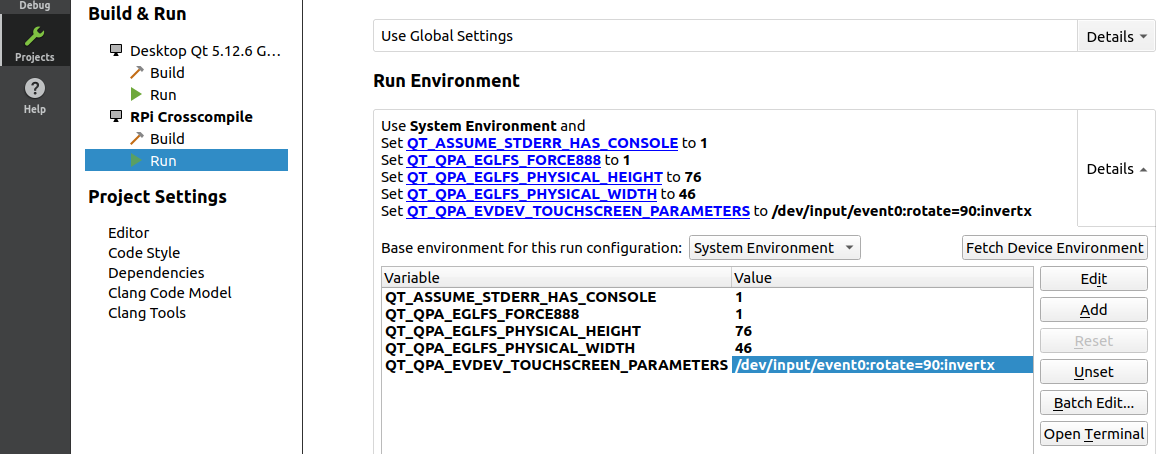 Debug
Projects
Help
Build & Run
Desktop Qt 5.12.6 G...
Build
Run
RPi Crosscompile
Build
Run
Project Settings
Editor
Code Style
Dependencies
Clang Code Model
Clang Tools
Use Global Settings
Details
Run Environment
Use System Environment and
Set QT_ASSUME_STDERR_HAS_CONSOLE to 1
Set QT_QPA_EGLFS_FORCE888 to 1
Set QT_QPA_EGLFS_PHYSICAL_HEIGHT to 76
Set QT_QPA_EGLFS_PHYSICAL_WIDTH to 46
Set QT_QPA_EVDEV_TOUCHSCREEN_PARAMETERS to /dev/input/event0:rotate=90:invertx
Details
Base environment for this run configuration: System Environment
Fetch Device Environment
Variable Value
QT_ASSUME_STDERR_HAS_CONSOLE 1
QT_QPA_EGLFS_FORCE888 1
QT_QPA_EGLFS_PHYSICAL_HEIGHT 76
QT_QPA_EGLFS_PHYSICAL_WIDTH 46
QT_QPA_EVDEV_TOUCHSCREEN_PARAMETERS /dev/input/event0:rotate=90:invertx
Edit
Add
Reset
Unset
Batch Edit...
Open Terminal